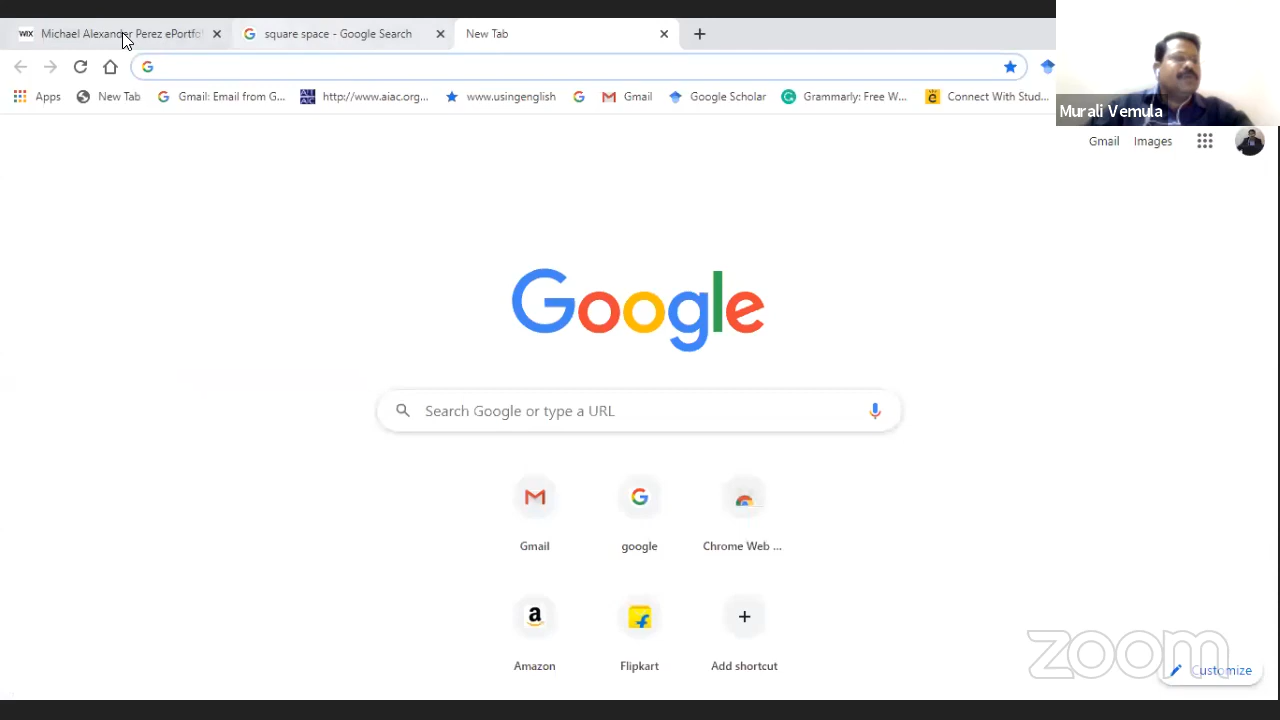 WIX Michael Alexander Perez ePortfo
square space - Google Search
New Tab
Apps New Tab Gmail: Email from G... http://www.aiac.org... www.usingenglish Gmail Google Scholar Grammarly: Free W... Connect With Stud...
Murali Vemula
Gmail Images
Google
Search Google or type a URL
Gmail google Chrome Web ...
a
Amazon Flipkart Add shortcut
zoom
Customize